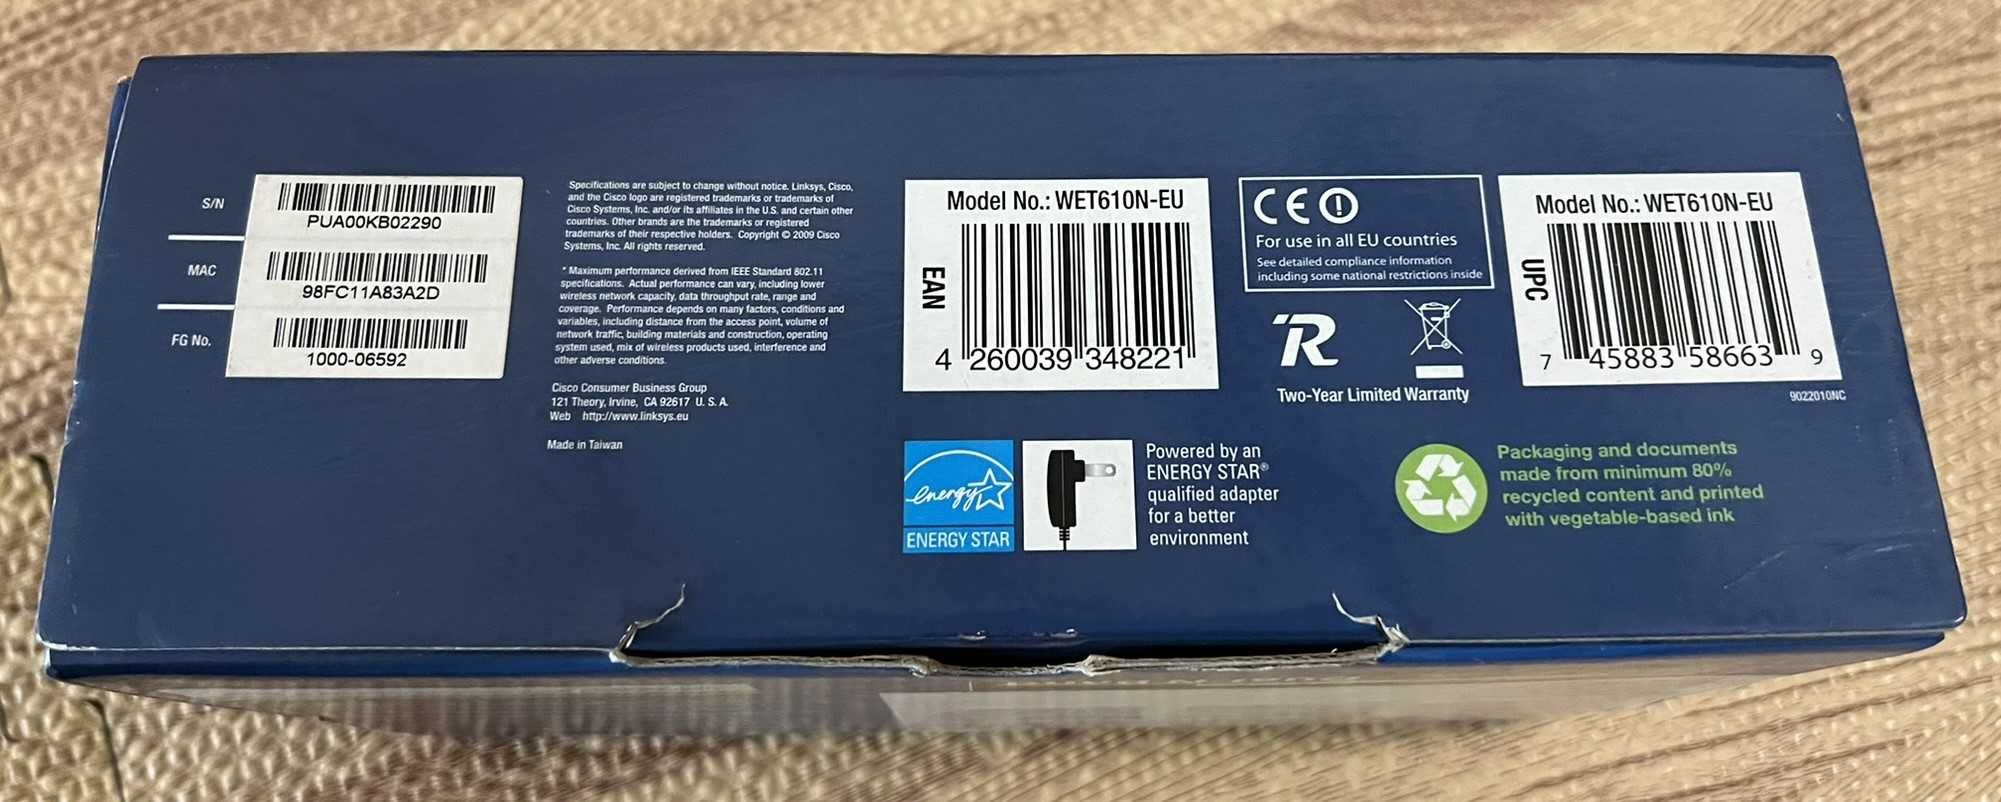 S/N
PUA00KB02290
MAC
98FC11A83A2D
FG No.
1000-06592
Specifications are subject to change without notice. Linksys, Cisco,
and the Cisco logo are registered trademarks or trademarks of
Cisco Systems, Inc. and/or its affiliates in the U.S. and certain other
countries. Other brands are the trademarks or registered
trademarks of their respective holders. Copyright © 2009 Cisco
Systems, Inc. All rights reserved.
* Maximum performance derived from IEEE Standard 802.11
specifications. Actual performance can vary, including lower
wireless network capacity, data throughput rate, range and
coverage. Performance depends on many factors, conditions and
variables, including distance from the access point, volume of
network traffic, building materials and construction, operating
system used, mix of wireless products used, interference and
other adverse conditions.
Cisco Consumer Business Group
121 Theory, Irvine, CA 92617 U. S. A.
Web http://www.linksys.eu
Made in Taiwan
Model No.: WET610N-EU
EAN
4 260039 348221
CE
For use in all EU countries
See detailed compliance information
including some national restrictions inside
R
Two-Year Limited Warranty
Model No.: WET610N-EU
UPC
7 45883 58663 9
9022010NC
energy
ENERGY STAR
Powered by an
ENERGY STAR®
qualified adapter
for a better
environment
Packaging and documents
made from minimum 80%
recycled content and printed
with vegetable-based ink